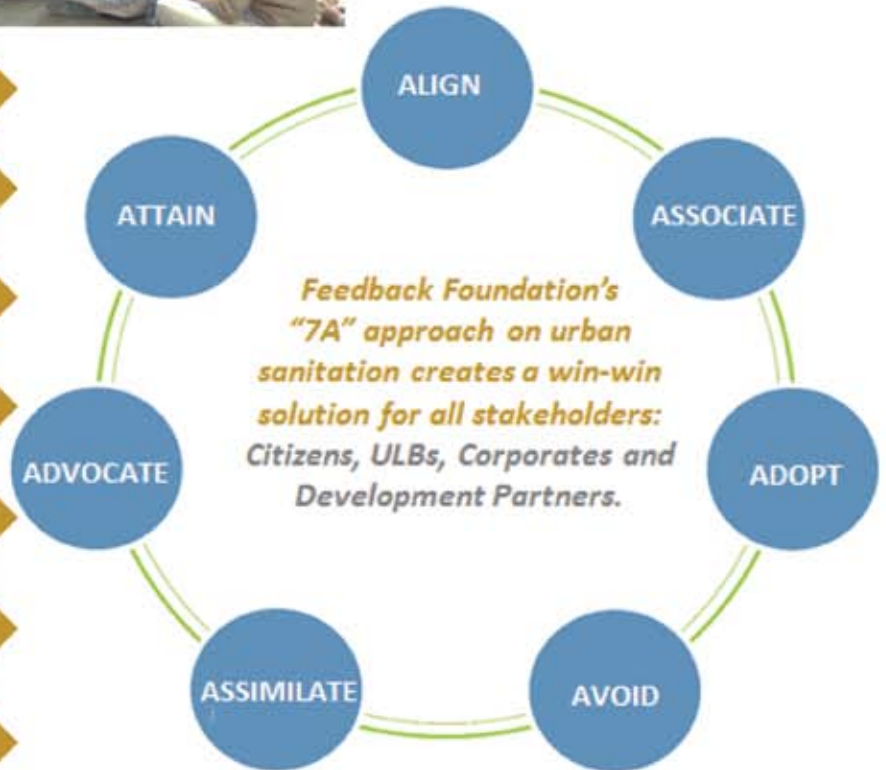 ALIGN
ASSOCIATE
ADOPT
AVOID
ASSIMILATE
ADVOCATE
ATTAIN
Feedback Foundation's
"7A" approach on urban
sanitation creates a win-win
solution for all stakeholders:
Citizens, ULBs, Corporates and
Development Partners.